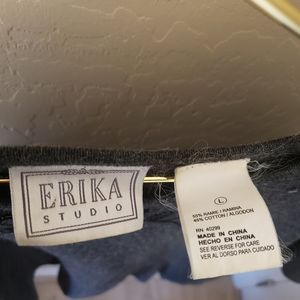 ERIKA
STUDIO
L
55% RAMIE / RAMINA
45% COTTON / ALGODON
RN 40299
MADE IN CHINA
HECHO EN CHINA
SEE REVERSE FOR CARE
VER AL DORSO PARA CUIDADO